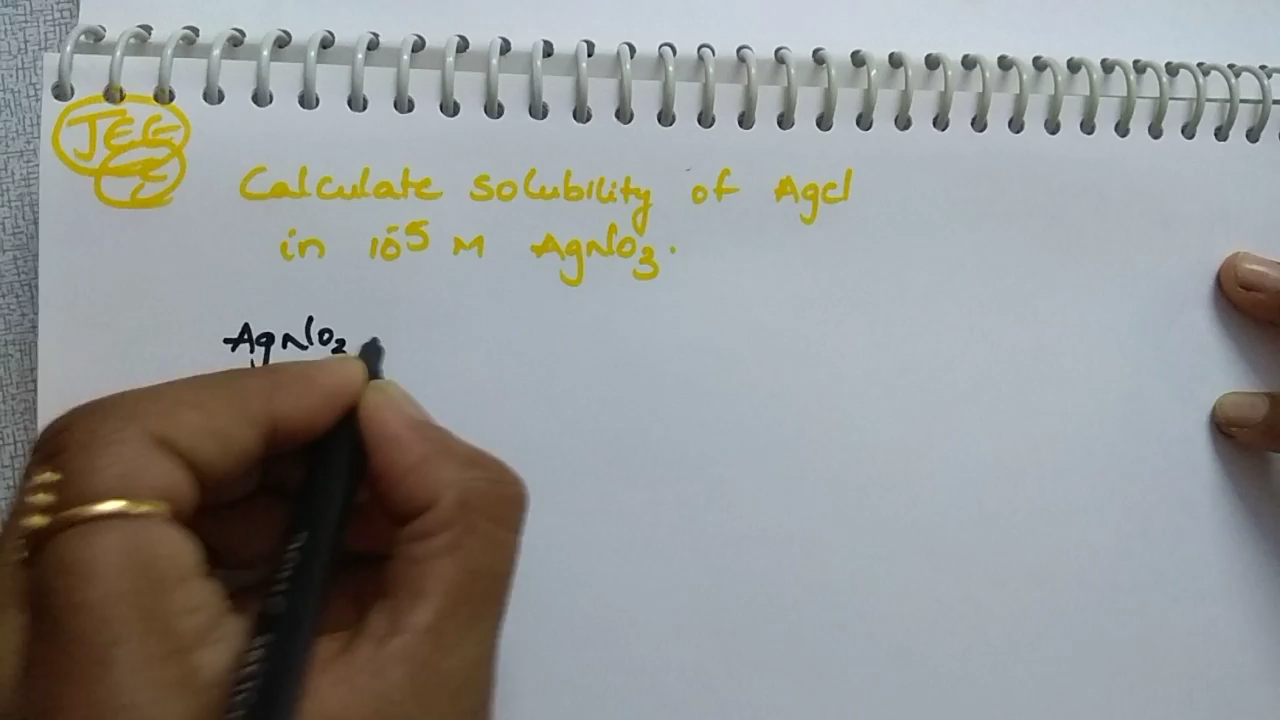 JEE
Calculate solubility of Agcl
in 10⁻⁵ M AgNO₃.
AgNO₃